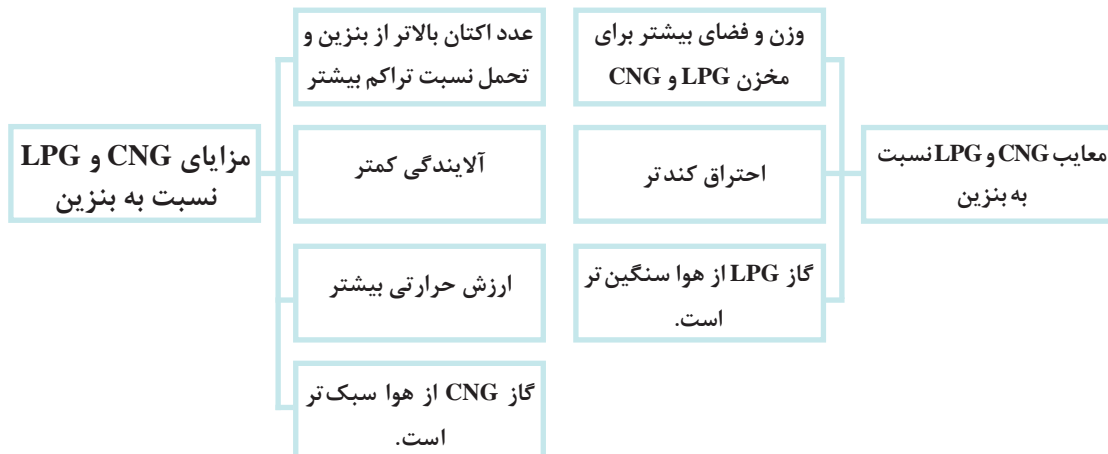 معایب CNG و LPG نسبت
به بنزین
وزن و فضای بیشتر برای
مخزن LPG و CNG
احتراق کندتر
گاز LPG از هوا سنگین‌تر
است.
مزایای CNG و LPG
نسبت به بنزین
عدد اکتان بالاتر از بنزین و
تحمل نسبت تراکم بیشتر
آلایندگی کمتر
ارزش حرارتی بیشتر
گاز CNG از هوا سبک‌تر
است.